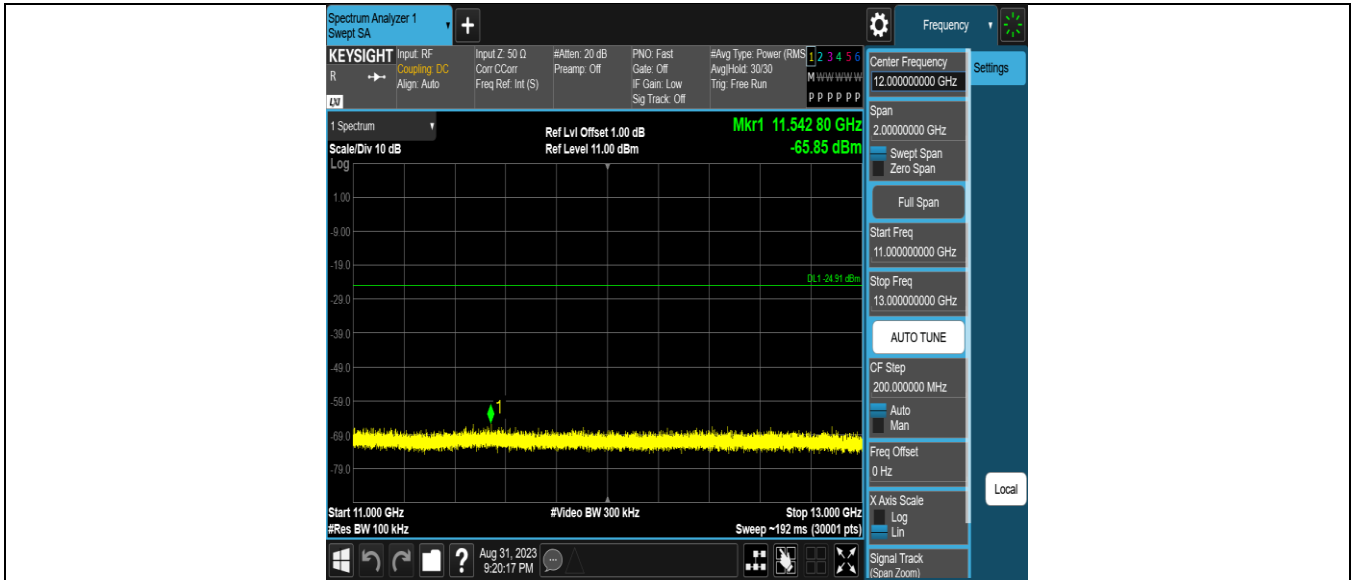 Spectrum Analyzer 1
Swept SA
+
Frequency
KEYSIGHT
R
LXI
Input: RF
Coupling: DC
Align: Auto
Input Z: 50 Ω
Corr CCorr
Freq Ref: Int (S)
#Atten: 20 dB
Preamp: Off
PNO: Fast
Gate: Off
IF Gain: Low
Sig Track: Off
#Avg Type: Power (RMS
Avg|Hold: 30/30
Trig: Free Run
1 2 3 4 5 6
M W W W W W
P P P P P P
1 Spectrum
Scale/Div 10 dB
Log
Ref Lvl Offset 1.00 dB
Ref Level 11.00 dBm
Mkr1 11.542 80 GHz
-65.85 dBm
1.00
-9.00
-19.0
DL1 -24.91 dBm
-29.0
-39.0
-49.0
-59.0
1
-69.0
-79.0
Start 11.000 GHz
#Res BW 100 kHz
#Video BW 300 kHz
Stop 13.000 GHz
Sweep ~192 ms (30001 pts)
?
Aug 31, 2023
9:20:17 PM
Center Frequency
12.000000000 GHz
Span
2.00000000 GHz
Swept Span
Zero Span
Full Span
Start Freq
11.000000000 GHz
Stop Freq
13.000000000 GHz
AUTO TUNE
CF Step
200.000000 MHz
Auto
Man
Freq Offset
0 Hz
X Axis Scale
Log
Lin
Signal Track
(Span Zoom)
Settings
Local